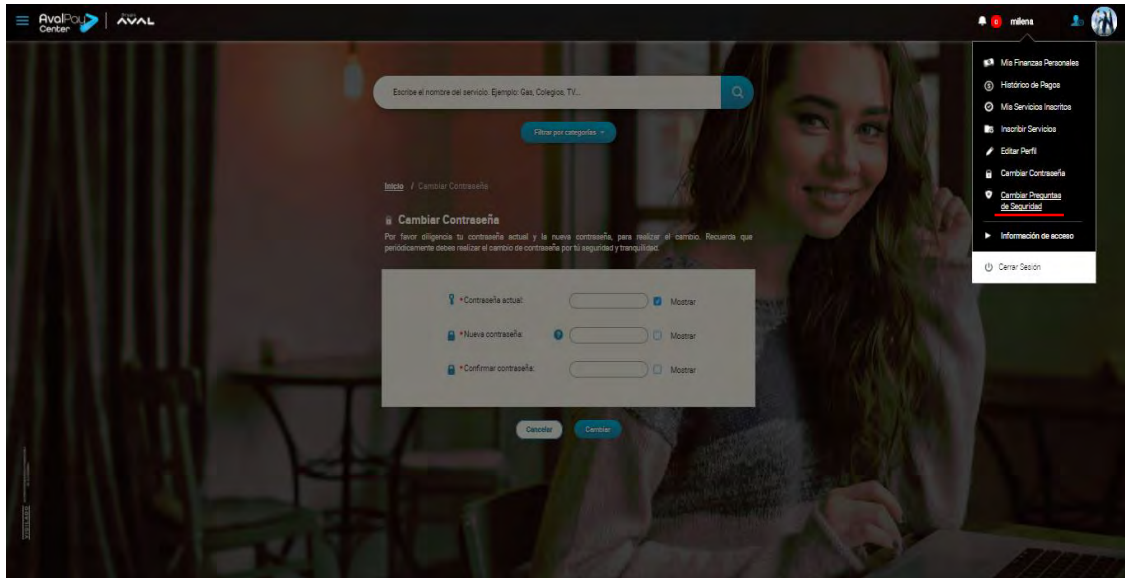 AvalPay
Center
Grupo
AVAL
0
milena
Mis Finanzas Personales
Histórico de Pagos
Mis Servicios Inscritos
Inscribir Servicios
Editar Perfil
Cambiar Contraseña
Cambiar Preguntas
de Seguridad
Información de acceso
Cerrar Sesión
Escribe el nombre del servicio. Ejemplo: Gas, Colegios, TV...
Filtrar por categorías
Inicio / Cambiar Contraseña
Cambiar Contraseña
Por favor diligencia tu contraseña actual y la nueva contraseña, para realizar el cambio. Recuerda que
periódicamente debes realizar el cambio de contraseña por tú seguridad y tranquilidad.
* Contraseña actual:
Mostrar
* Nueva contraseña:
?
Mostrar
* Confirmar contraseña:
Mostrar
Cancelar
Cambiar
VIGILADO